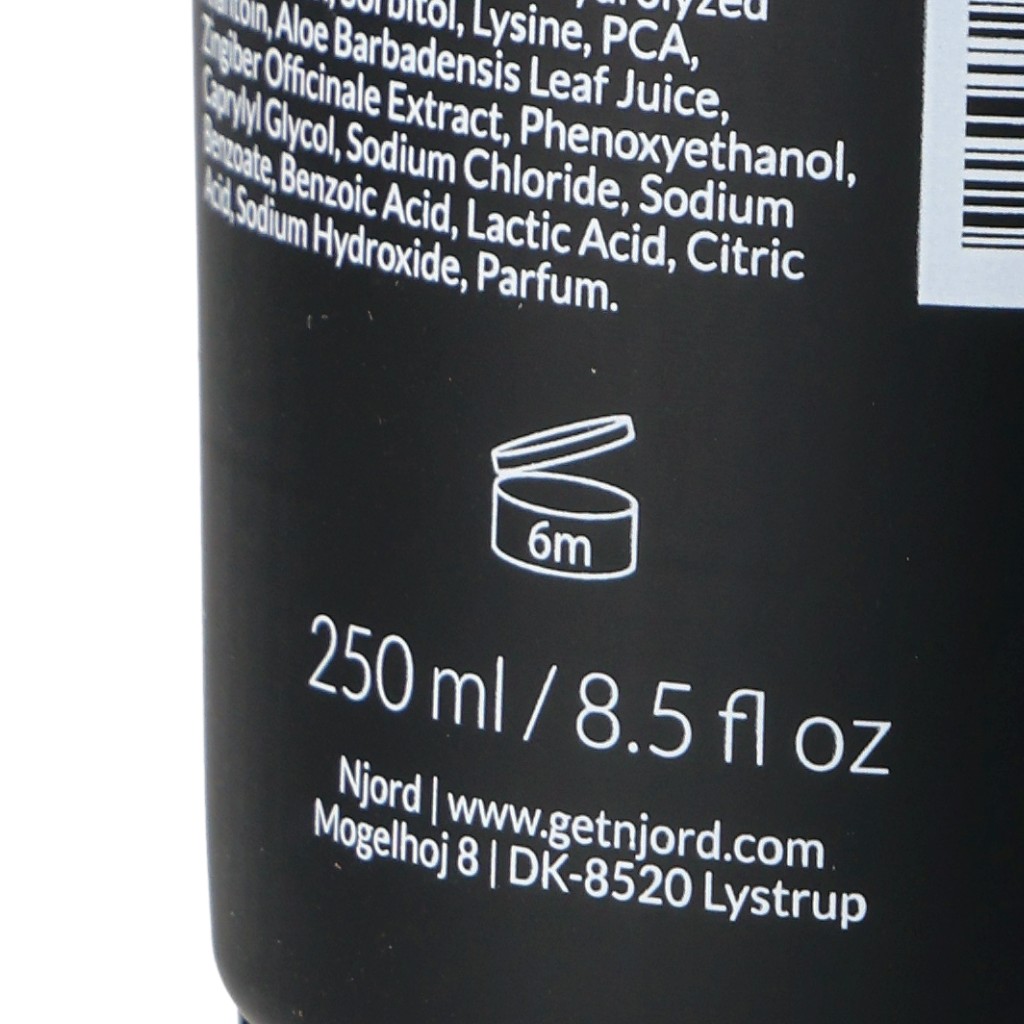 Sorbitol, Lysine, PCA,
Aloe Barbadensis Leaf Juice,
Zingiber Officinale Extract, Phenoxyethanol,
Caprylyl Glycol, Sodium Chloride, Sodium
Benzoate, Benzoic Acid, Lactic Acid, Citric
Acid, Sodium Hydroxide, Parfum.
6m
250 ml / 8.5 fl oz
Njord | www.getnjord.com
Mogelhoj 8 | DK-8520 Lystrup